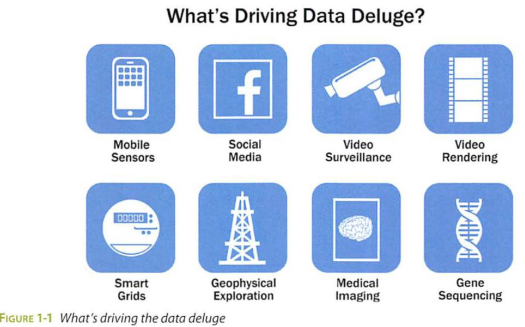 What's Driving Data Deluge?
f
Mobile
Sensors
Social
Media
Video
Surveillance
Video
Rendering
00000
Smart
Grids
Geophysical
Exploration
Medical
Imaging
Gene
Sequencing
FIGURE 1-1 What's driving the data deluge